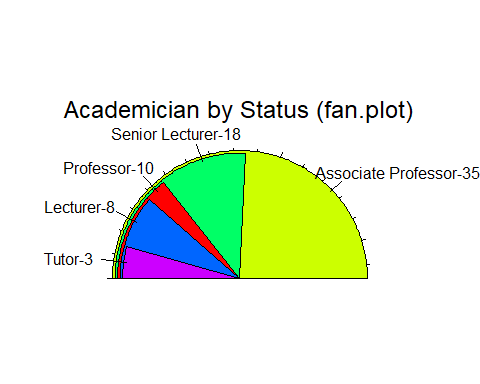 Academician by Status (fan.plot)
Senior Lecturer-18
Professor-10
Associate Professor-35
Lecturer-8
Tutor-3